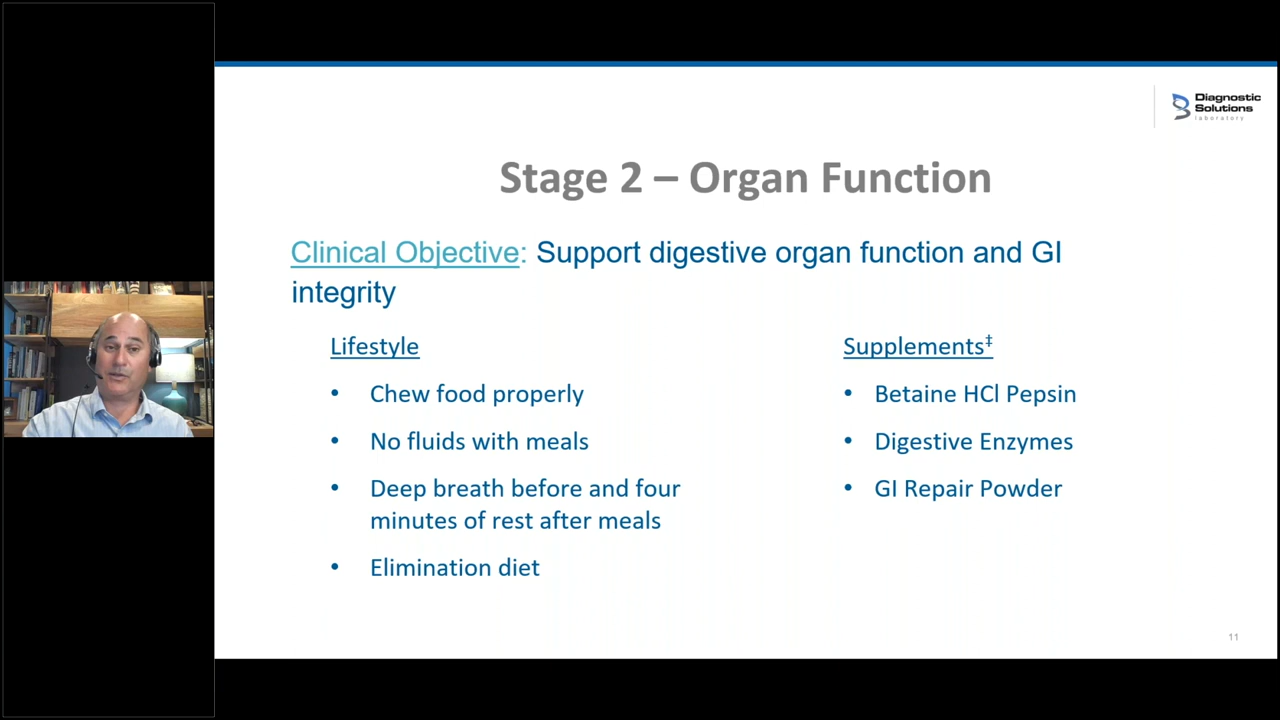 Diagnostic
Solutions
laboratory
Stage 2 – Organ Function
Clinical Objective: Support digestive organ function and GI
integrity
Lifestyle
• Chew food properly
• No fluids with meals
• Deep breath before and four
minutes of rest after meals
• Elimination diet
Supplements‡
• Betaine HCl Pepsin
• Digestive Enzymes
• GI Repair Powder
11